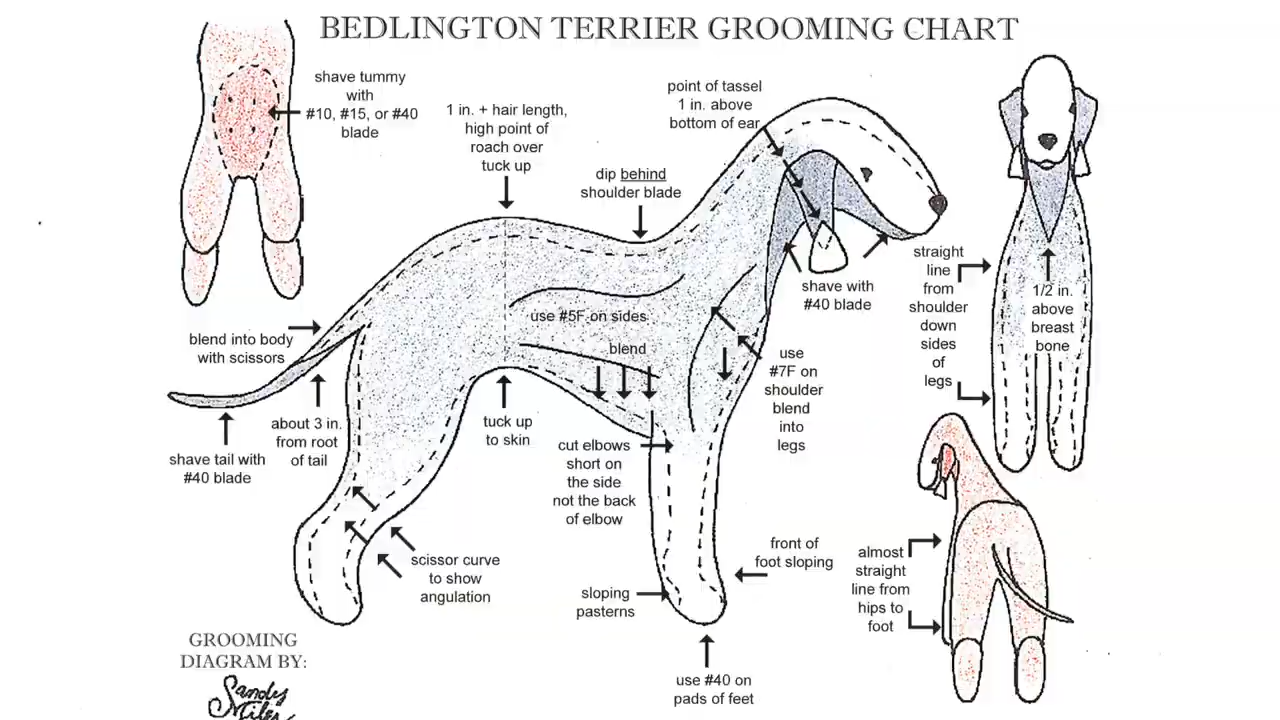 BEDLINGTON TERRIER GROOMING CHART
shave tummy
with
#10, #15, or #40
blade
1 in. + hair length,
high point of
roach over
tuck up
dip behind
shoulder blade
point of tassel
1 in. above
bottom of ear
shave with
#40 blade
straight
line
from
shoulder
down
sides
of
legs
1/2 in.
above
breast
bone
use #5F on sides
blend
use
#7F on
shoulder
blend
into
legs
blend into body
with scissors
about 3 in.
from root
of tail
shave tail with
#40 blade
tuck up
to skin
cut elbows
short on
the side
not the back
of elbow
scissor curve
to show
angulation
sloping
pasterns
front of
foot sloping
almost
straight
line from
hips to
foot
use #40 on
pads of feet
GROOMING
DIAGRAM BY:
Sandy
Miles